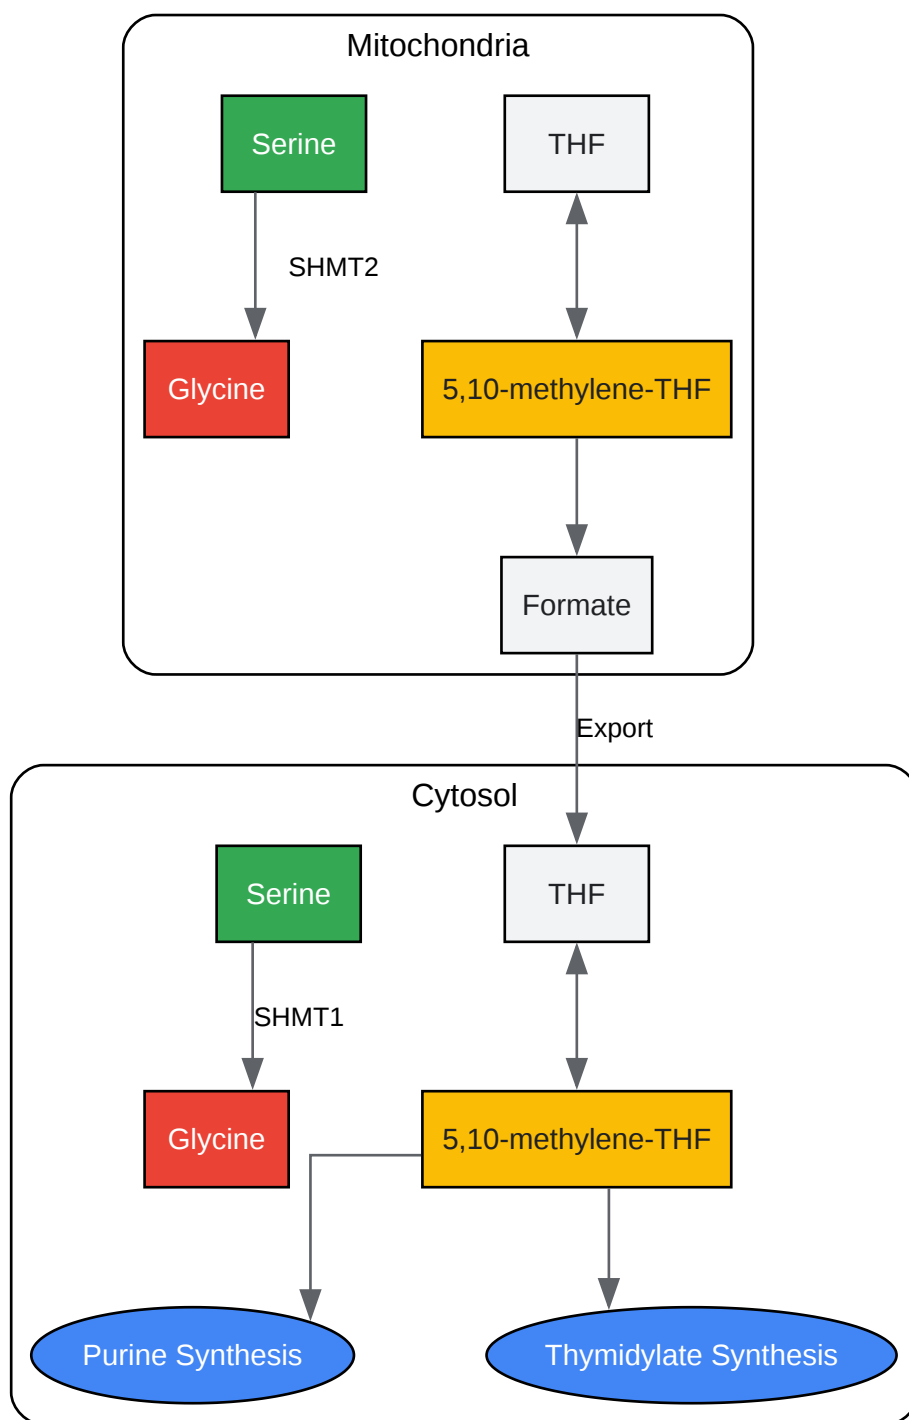 Mitochondria
Serine
THF
SHMT2
Glycine
5,10-methylene-THF
Formate
Export
Cytosol
Serine
THF
SHMT1
Glycine
5,10-methylene-THF
Purine Synthesis
Thymidylate Synthesis